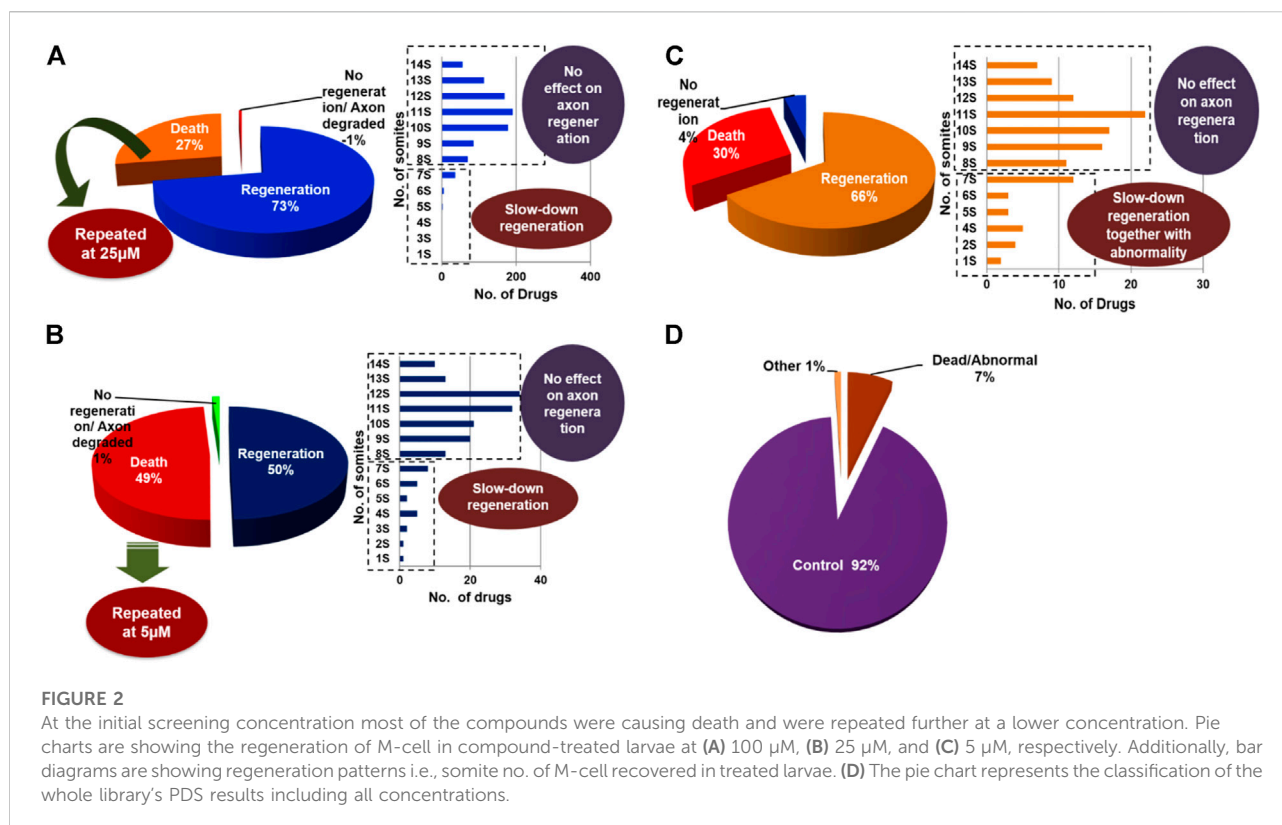 A
No
regenerat
ion/ Axon
degraded
-1%
Death
27%
Regeneration
73%
Repeated
at 25µM
No. of somites
14S
13S
12S
11S
10S
9S
8S
7S
6S
5S
4S
3S
1S
0
200
400
No. of Drugs
No
effect on
axon
regener
ation
Slow-down
regeneration
C
No
regenerat
ion
4%
Death
30%
Regeneration
66%
No. of somites
14S
13S
12S
11S
10S
9S
8S
7S
6S
5S
4S
2S
1S
0
10
20
30
No. of Drugs
No effect
on axon
regenera
tion
Slow-down
regeneration
together with
abnormality
B
No
regenerati
on/ Axon
degraded
1%
Death
49%
Regeneration
50%
Repeated
at 5µM
No. of somites
14S
13S
12S
11S
10S
9S
8S
7S
6S
5S
4S
3S
2S
1S
0
20
40
No. of drugs
No effect
on axon
regenera
tion
Slow-down
regeneration
D
Other 1%
Dead/Abnormal
7%
Control 92%
FIGURE 2
At the initial screening concentration most of the compounds were causing death and were repeated further at a lower concentration. Pie
charts are showing the regeneration of M-cell in compound-treated larvae at (A) 100 µM, (B) 25 µM, and (C) 5 µM, respectively. Additionally, bar
diagrams are showing regeneration patterns i.e., somite no. of M-cell recovered in treated larvae. (D) The pie chart represents the classification of the
whole library's PDS results including all concentrations.